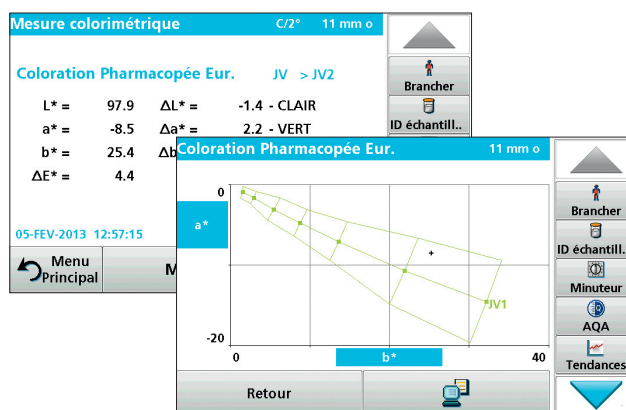 Mesure colorimétrique C/2° 11 mm o
Coloration Pharmacopée Eur. JV > JV2
L* = 97.9 ΔL* = -1.4 - CLAIR
a* = -8.5 Δa* = 2.2 - VERT
b* = 25.4 Δb
ΔE* = 4.4
05-FEV-2013 12:57:15
Menu
Principal
M
Brancher
ID échantill..
Coloration Pharmacopée Eur. 11 mm o
0
a*
-20
JV1
0 b* 40
Retour
Brancher
ID échantill.
Minuteur
AQA
Tendances